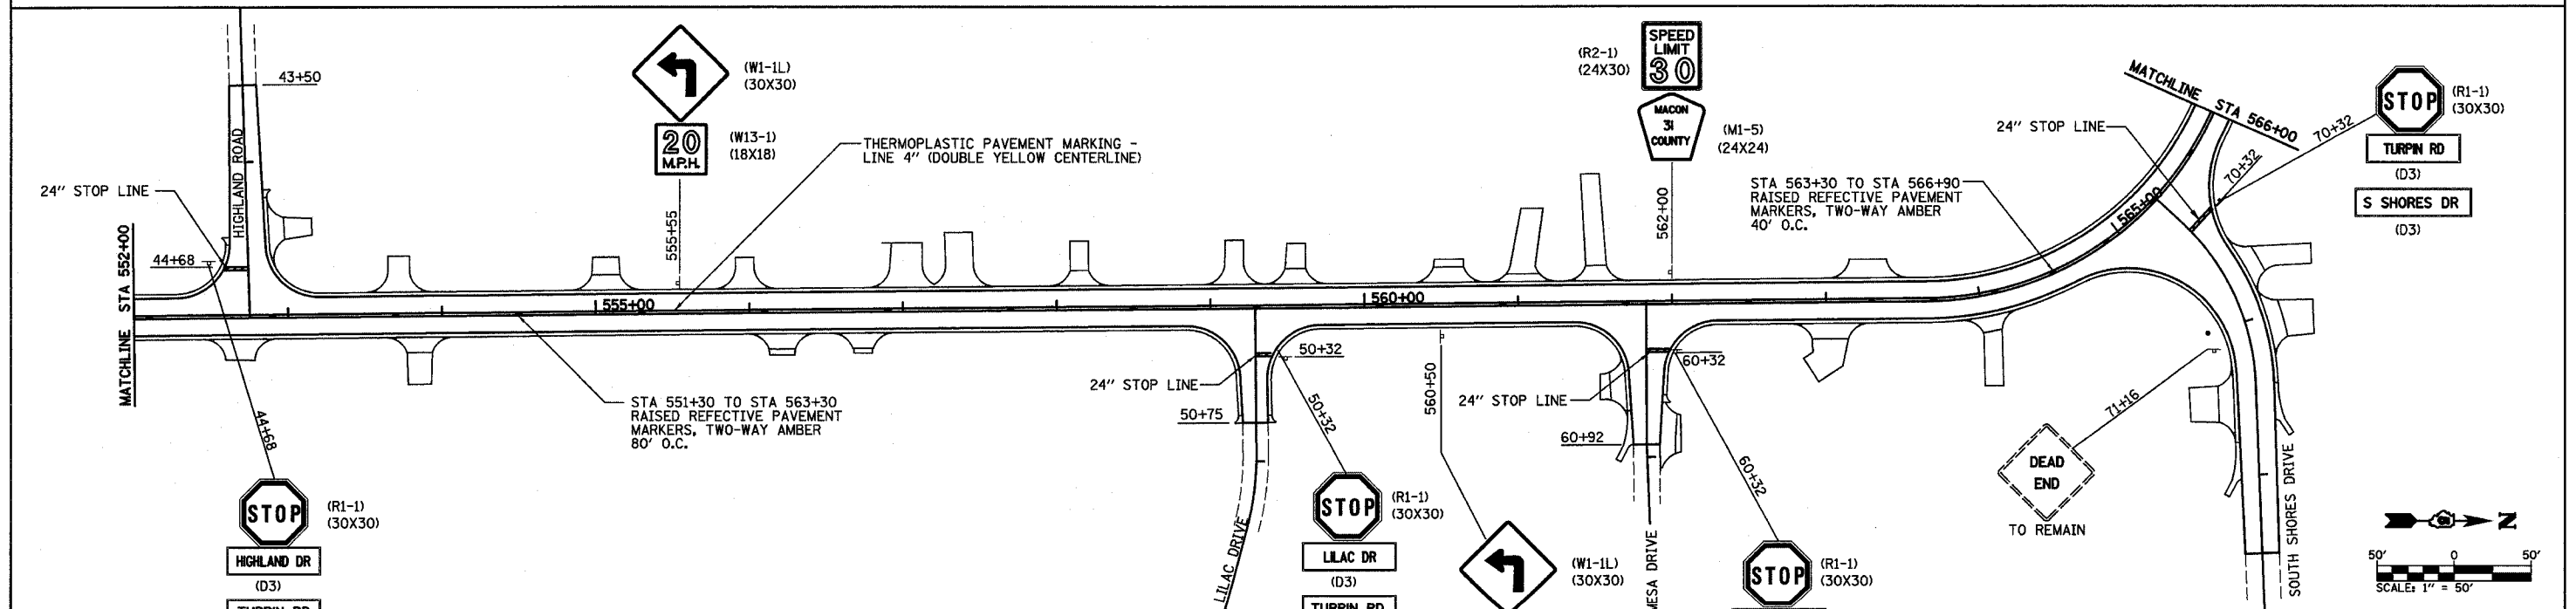 43+50
HIGHLAND ROAD
24" STOP LINE
44+68
MATCHLINE STA 552+00
44+68
STOP
(R1-1)
(30X30)
HIGHLAND DR
(D3)
TURPIN RD
(W1-1L)
(30X30)
20
M.P.H.
(W13-1)
(18X18)
555+55
THERMOPLASTIC PAVEMENT MARKING -
LINE 4" (DOUBLE YELLOW CENTERLINE)
555+00
STA 551+30 TO STA 563+30
RAISED REFECTIVE PAVEMENT
MARKERS, TWO-WAY AMBER
80' O.C.
560+00
24" STOP LINE
50+32
50+75
50+32
LILAC DRIVE
STOP
(R1-1)
(30X30)
LILAC DR
(D3)
TURPIN RD
560+50
(W1-1L)
(30X30)
SPEED
LIMIT
30
(R2-1)
(24X30)
MACON
31
COUNTY
(M1-5)
(24X24)
562+00
24" STOP LINE
60+32
60+92
60+32
MESA DRIVE
STOP
(R1-1)
(30X30)
STA 563+30 TO STA 566+90
RAISED REFECTIVE PAVEMENT
MARKERS, TWO-WAY AMBER
40' O.C.
565+00
MATCHLINE STA 566+00
24" STOP LINE
70+32
70+32
STOP
(R1-1)
(30X30)
TURPIN RD
(D3)
S SHORES DR
(D3)
71+16
DEAD
END
TO REMAIN
SOUTH SHORES DRIVE
N
50' 0 50'
SCALE: 1" = 50'